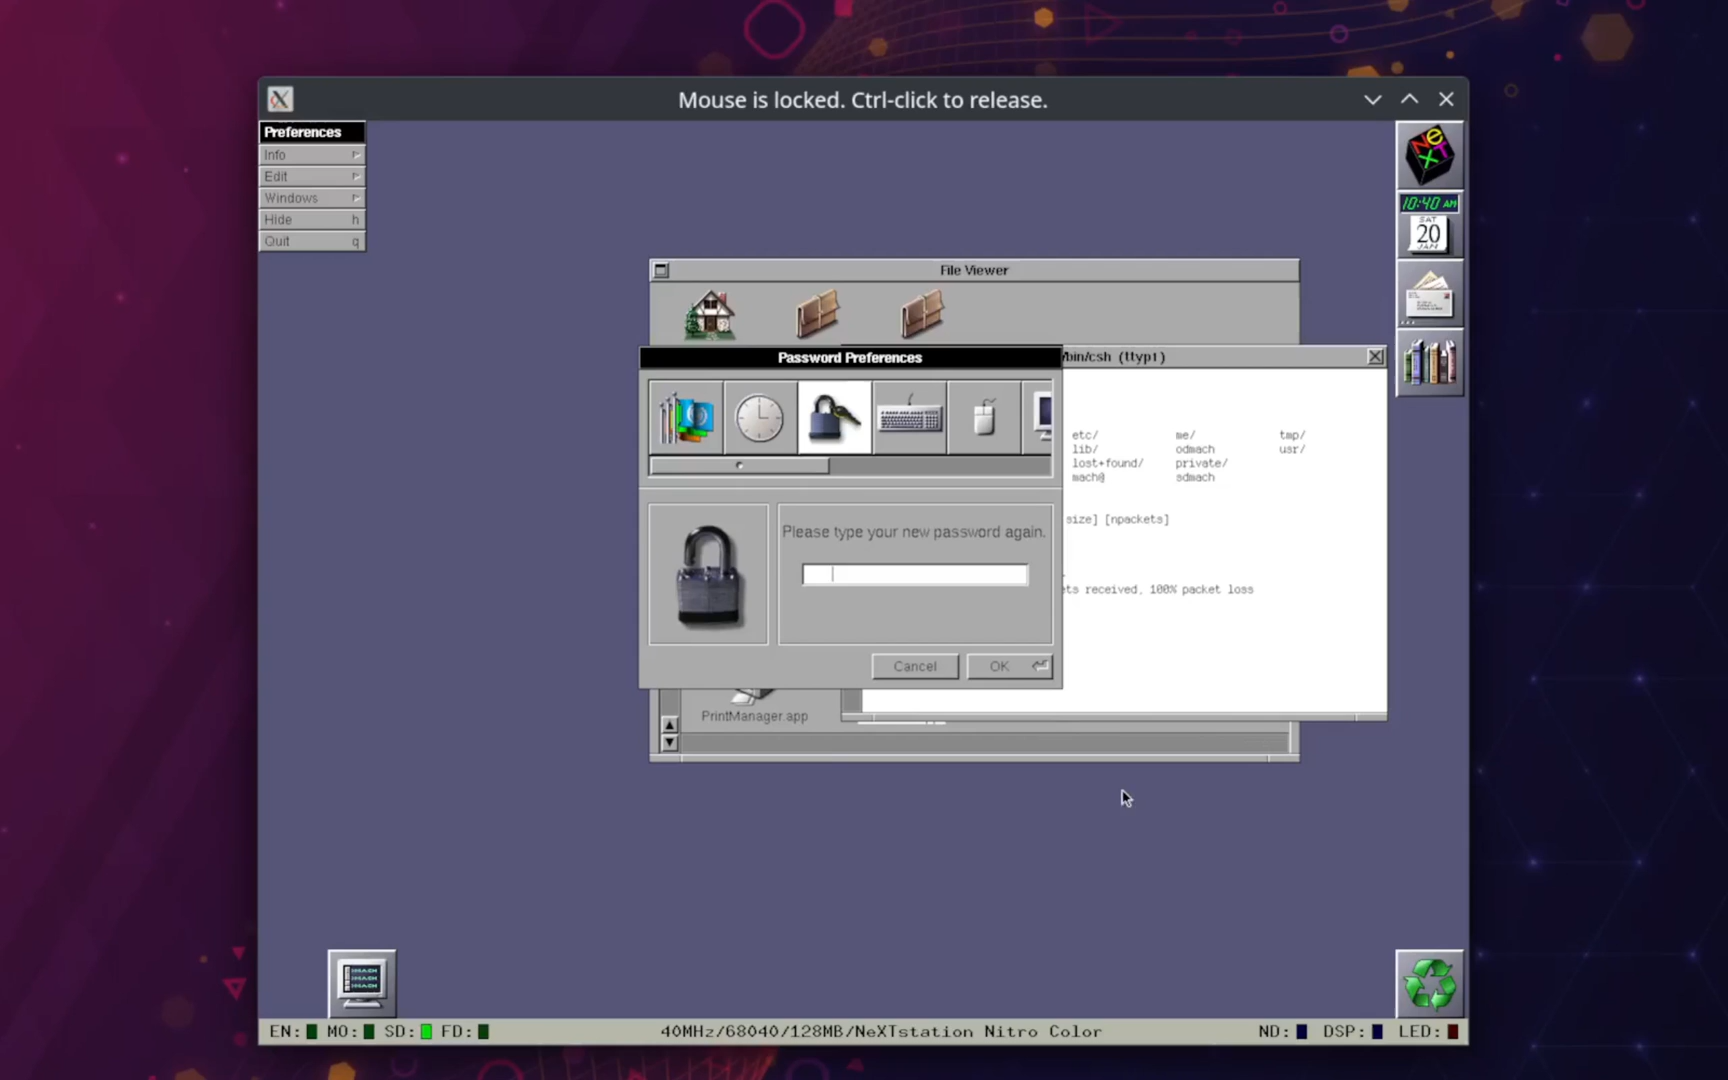 Mouse is locked. Ctrl-click to release.
Preferences
Info
Edit
Windows
Hide h
Quit q
NeXT
10:40 AM
SAT
20
JAN
File Viewer
Password Preferences
/bin/csh (ttyp1)
etc/ me/ tmp/
lib/ odmach usr/
lost+found/ private/
mach@ sdmach
size] [npackets]
Please type your new password again.
ts received, 100% packet loss
Cancel OK
PrintManager.app
EN: MO: SD: FD: 40MHz/68040/128MB/NeXTstation Nitro Color ND: DSP: LED: